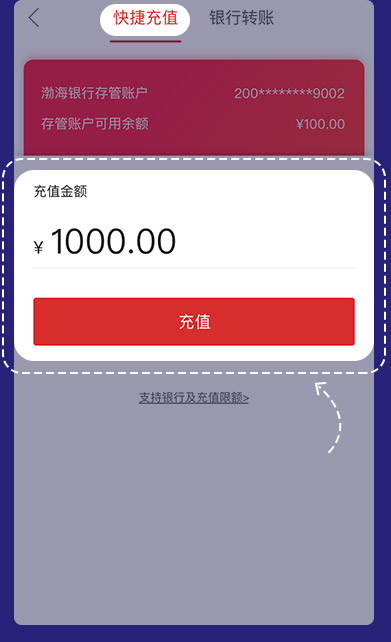 快捷充值 银行转账
渤海银行存管账户 200********9002
存管账户可用余额 ¥100.00
充值金额
¥ 1000.00
充值
支持银行及充值限额>